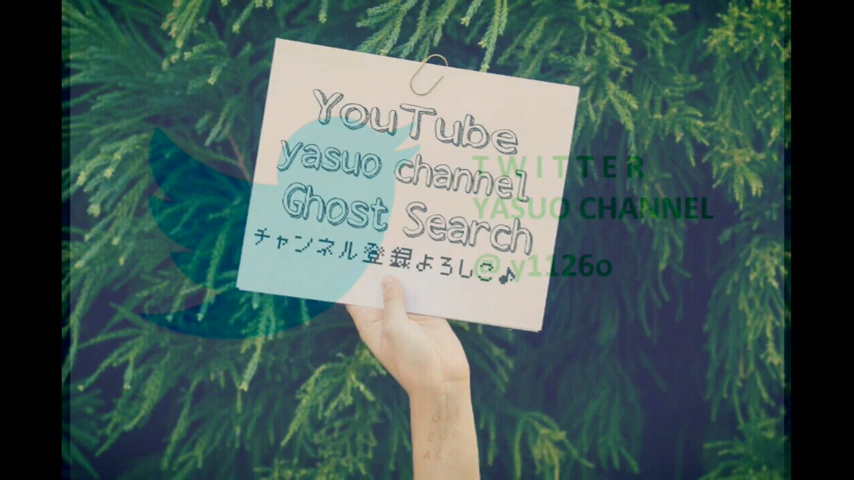 YouTube
yasuo channel
Ghost Search
チャンネル登録よろしこ♪
TWITTER
YASUO CHANNEL
@y1126o